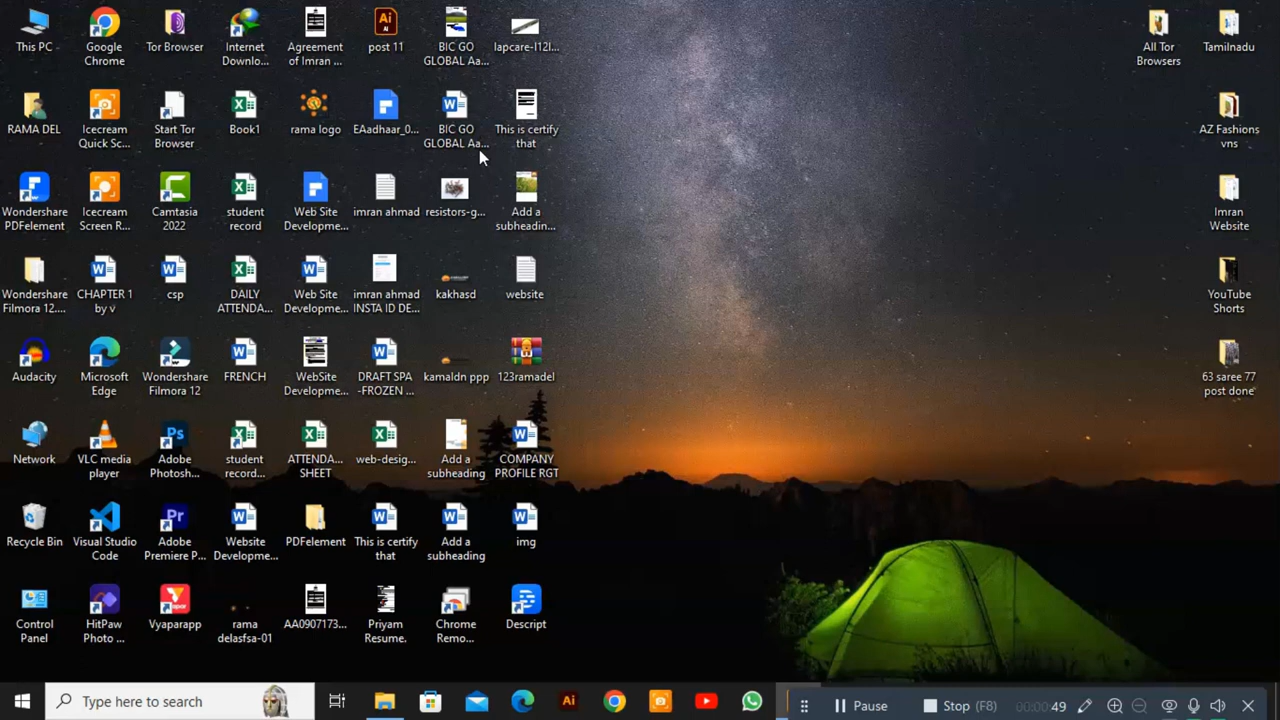 This PC
Google
Chrome
Tor Browser
Internet
Downlo...
Agreement
of Imran ...
Ai
post 11
BIC GO
GLOBAL Aa...
lapcare-I12I...
All Tor
Browsers
Tamilnadu
RAMA DEL
Icecream
Quick Sc...
Start Tor
Browser
Book1
rama logo
EAadhaar_0...
BIC GO
GLOBAL Aa...
This is certify
that
AZ Fashions
vns
Wondershare
PDFelement
Icecream
Screen R...
Camtasia
2022
student
record
Web Site
Developme...
imran ahmad
resistors-g...
Add a
subheadin...
Imran
Website
Wondershare
Filmora 12....
CHAPTER 1
by v
csp
DAILY
ATTENDA...
Web Site
Developme...
imran ahmad
INSTA ID DE...
kakhasd
website
YouTube
Shorts
Audacity
Microsoft
Edge
Wondershare
Filmora 12
FRENCH
WebSite
Developme...
DRAFT SPA
-FROZEN ...
kamaldn ppp
123ramadel
63 saree 77
post done
Network
VLC media
player
Ps
Adobe
Photosh...
student
record...
ATTENDA...
SHEET
web-desig...
Add a
subheading
COMPANY
PROFILE RGT
Recycle Bin
Visual Studio
Code
Pr
Adobe
Premiere P...
Website
Developme...
PDFelement
This is certify
that
Add a
subheading
img
Control
Panel
HitPaw
Photo ...
Vyaparapp
rama
delasfsa-01
AA0907173...
Priyam
Resume.
Chrome
Remo...
Descript
Type here to search
Ai
Pause
Stop (F8)
00:00:49